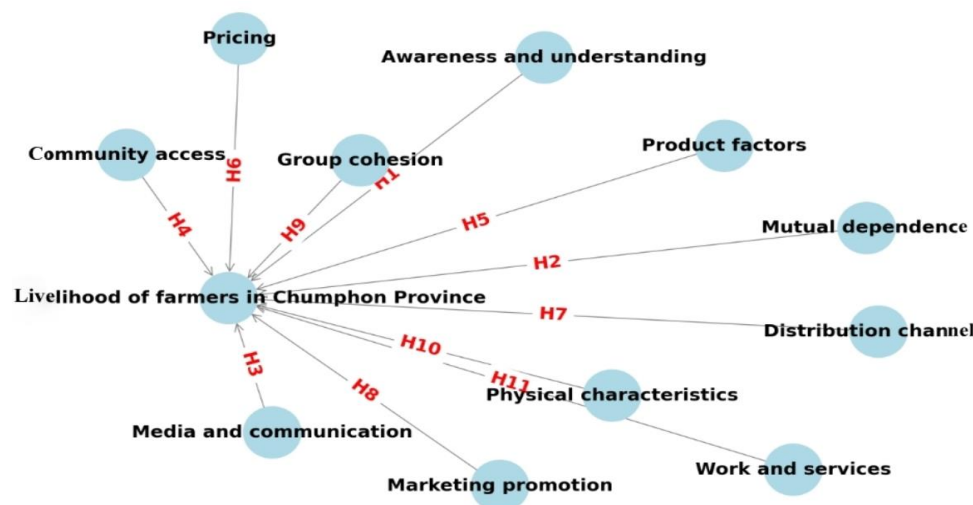 Pricing
Awareness and understanding
Community access
Group cohesion
Product factors
H6
H1
H4
H9
H5
Mutual dependence
H2
Livelihood of farmers in Chumphon Province
H7
Distribution channel
H10
H3
H8
H11
Physical characteristics
Media and communication
Marketing promotion
Work and services